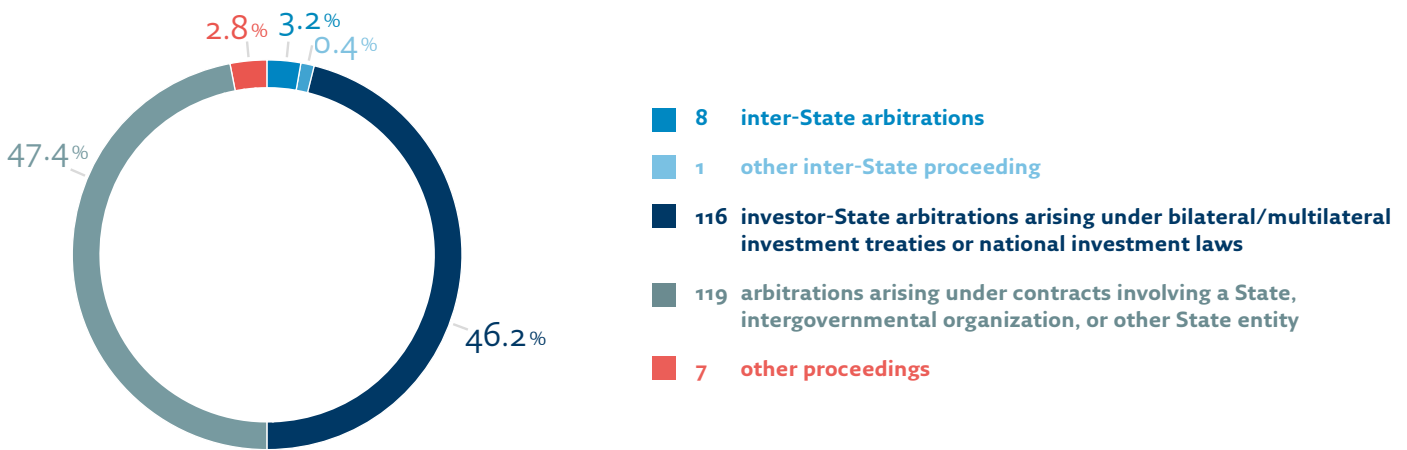 2.8%
3.2%
0.4%
47.4%
46.2%
8 inter-State arbitrations
1 other inter-State proceeding
116 investor-State arbitrations arising under bilateral/multilateral
investment treaties or national investment laws
119 arbitrations arising under contracts involving a State,
intergovernmental organization, or other State entity
7 other proceedings